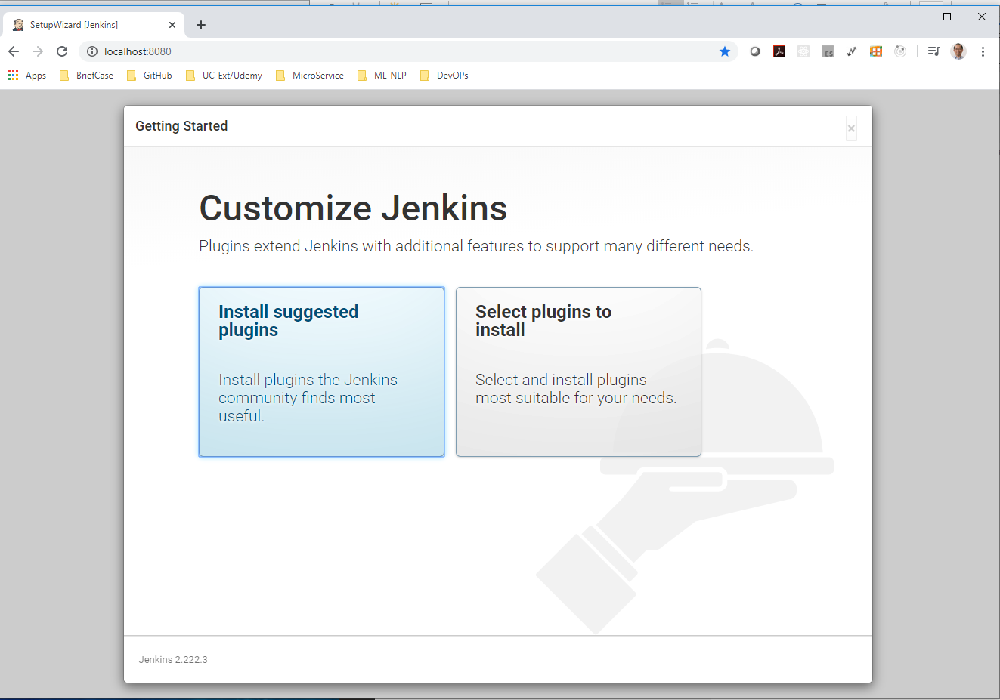 SetupWizard [Jenkins]
localhost:8080
Apps BriefCase GitHub UC-Ext/Udemy MicroService ML-NLP DevOPs
Getting Started
Customize Jenkins
Plugins extend Jenkins with additional features to support many different needs.
Install suggested
plugins
Install plugins the Jenkins
community finds most
useful.
Select plugins to
install
Select and install plugins
most suitable for your needs.
Jenkins 2.222.3
ES